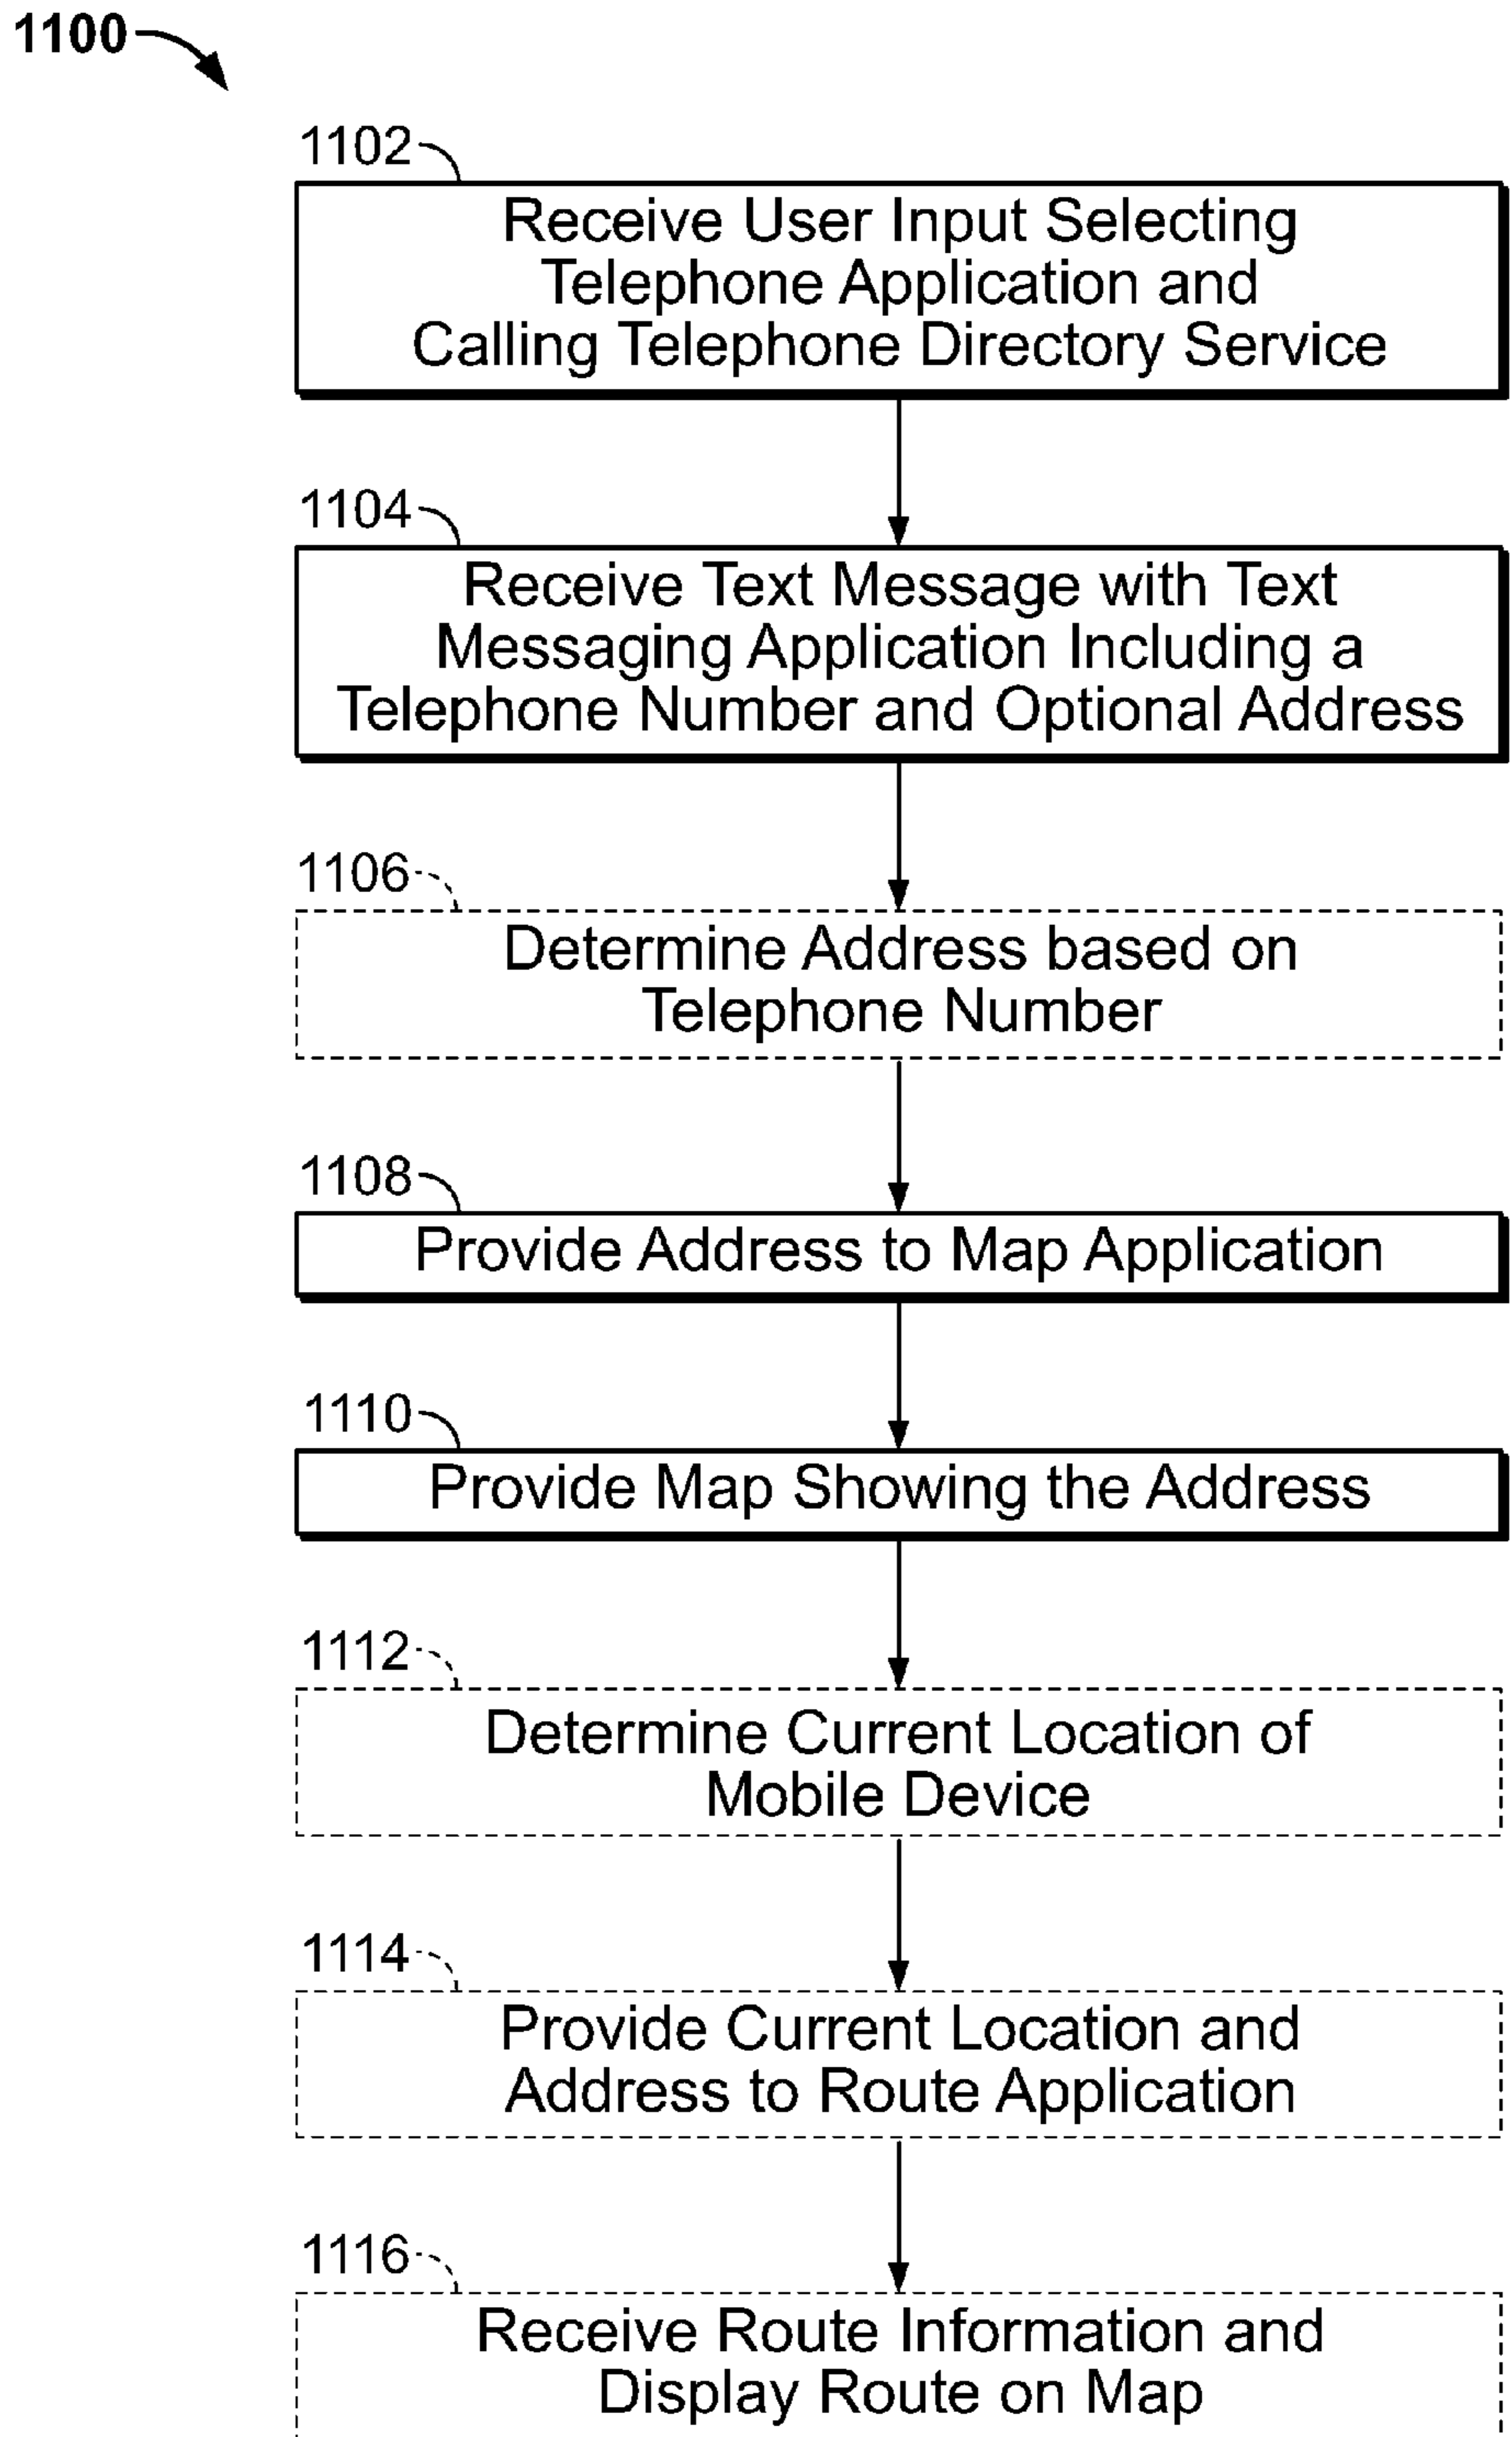 1100
1102
Receive User Input Selecting
Telephone Application and
Calling Telephone Directory Service
1104
Receive Text Message with Text
Messaging Application Including a
Telephone Number and Optional Address
1106
Determine Address based on
Telephone Number
1108
Provide Address to Map Application
1110
Provide Map Showing the Address
1112
Determine Current Location of
Mobile Device
1114
Provide Current Location and
Address to Route Application
1116
Receive Route Information and
Display Route on Map